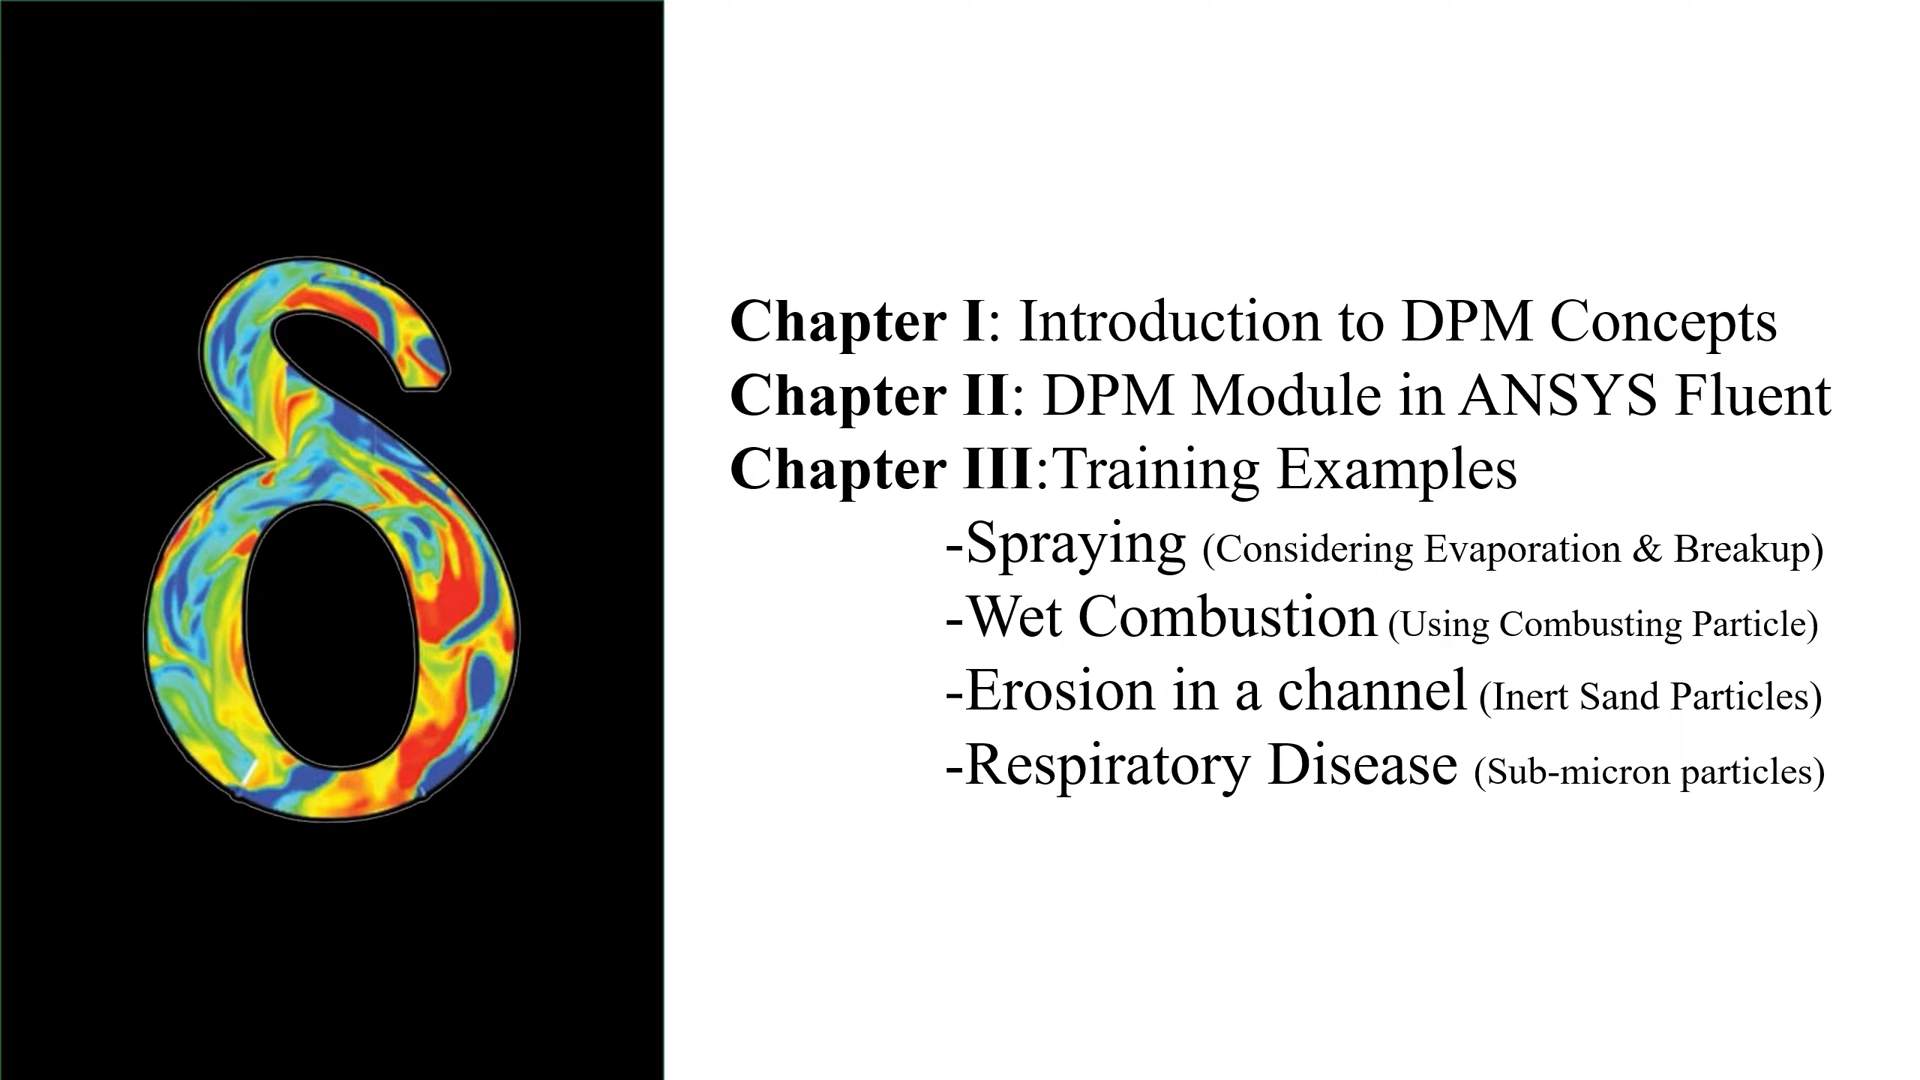 δ
Chapter I: Introduction to DPM Concepts
Chapter II: DPM Module in ANSYS Fluent
Chapter III:Training Examples
-Spraying (Considering Evaporation & Breakup)
-Wet Combustion (Using Combusting Particle)
-Erosion in a channel (Inert Sand Particles)
-Respiratory Disease (Sub-micron particles)